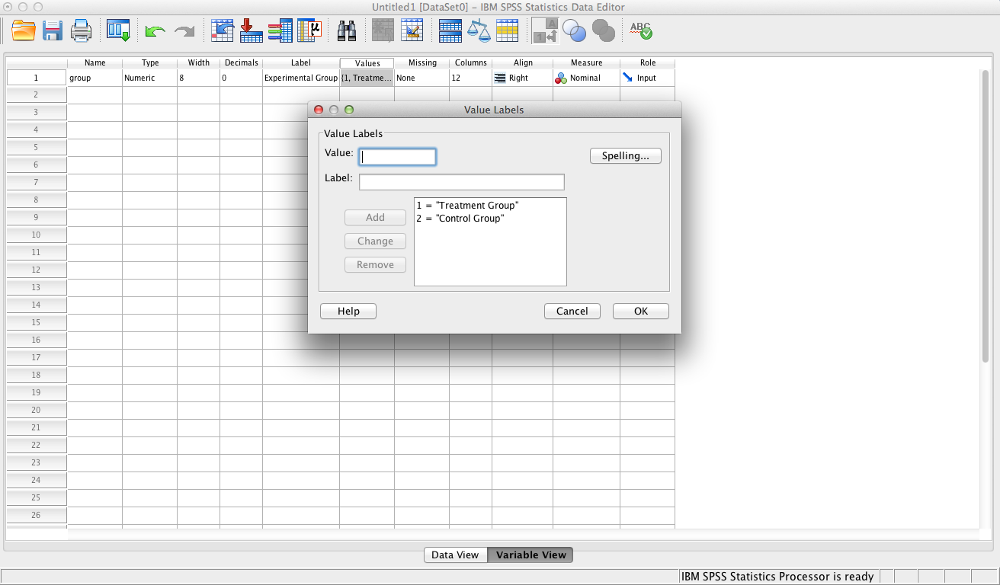 Untitled1 [DataSet0] – IBM SPSS Statistics Data Editor
A
1
μ
ABC
Name Type Width Decimals Label Values Missing Columns Align Measure Role
1 group Numeric 8 0 Experimental Group {1, Treatme... None 12 Right Nominal Input
2
3
4
5
6
7
8
9
10
11
12
13
14
15
16
17
18
19
20
21
22
23
24
25
26
Value Labels
Value Labels
Value:
Spelling...
Label:
1 = "Treatment Group"
2 = "Control Group"
Add
Change
Remove
Help Cancel OK
Data View Variable View
IBM SPSS Statistics Processor is ready